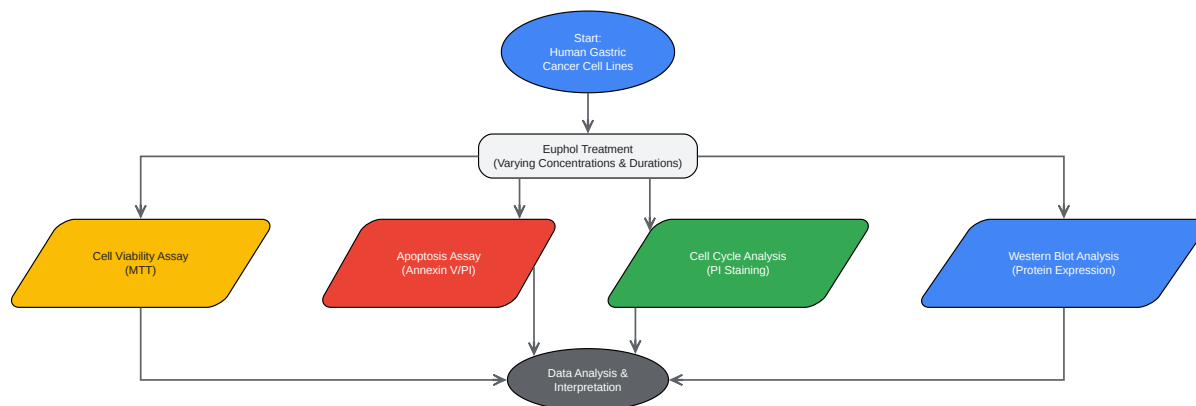 Start:
Human Gastric
Cancer Cell Lines
Euphol Treatment
(Varying Concentrations & Durations)
Cell Viability Assay
(MTT)
Apoptosis Assay
(Annexin V/PI)
Cell Cycle Analysis
(PI Staining)
Western Blot Analysis
(Protein Expression)
Data Analysis &
Interpretation